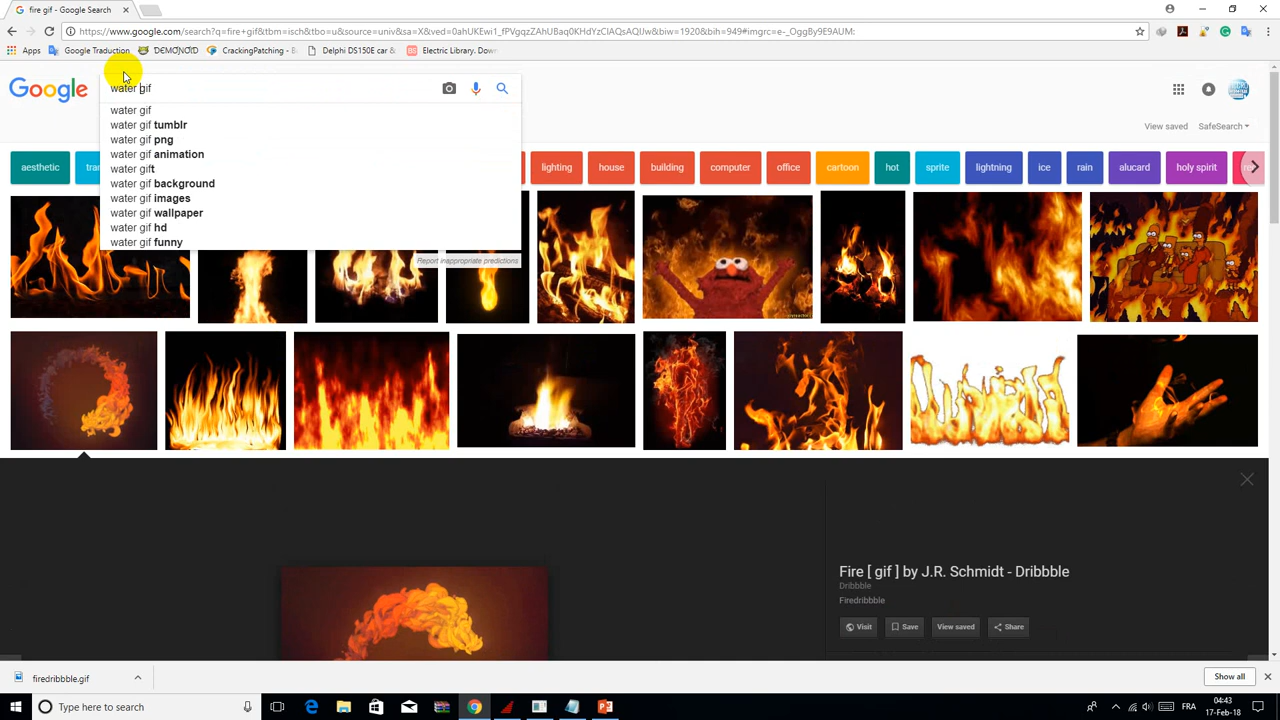 fire gif - Google Search
https://www.google.com/search?q=fire+gif&tbm=isch&tbo=u&source=univ&sa=X&ved=0ahUKEwi1_fPVgqzZAhUBaq0KHdYzCIAQsAQIJw&biw=1920&bih=949#imgrc=e-_OggBy9E9AUM:
Apps
Google Traduction
CrackingPatching - B
Delphi DS150E car &
Electric Library. Dow
Google
water gif
water gif
water gif tumblr
water gif png
water gif animation
water gift
water gif background
water gif images
water gif wallpaper
water gif hd
water gif funny
Report inappropriate predictions
View saved
SafeSearch
aesthetic
lighting
house
building
computer
office
cartoon
hot
sprite
lightning
ice
rain
alucard
holy spirit
Fire [ gif ] by J.R. Schmidt - Dribbble
Dribbble
Firedribbble
Visit
Save
View saved
Share
firedribbble.gif
Show all
Type here to search
FRA
04:43
17-Feb-18